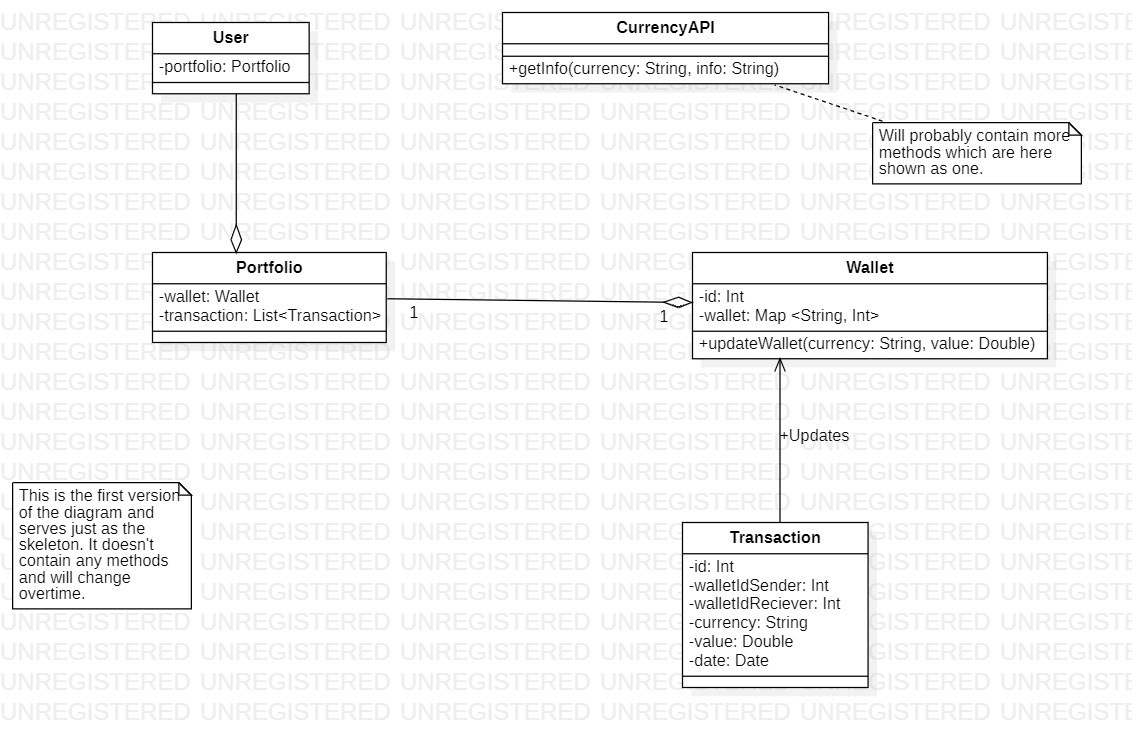 User
-portfolio: Portfolio
CurrencyAPI
+getInfo(currency: String, info: String)
Will probably contain more
methods which are here
shown as one.
Portfolio
-wallet: Wallet
-transaction: List<Transaction>
1
1
Wallet
-id: Int
-wallet: Map <String, Int>
+updateWallet(currency: String, value: Double)
+Updates
This is the first version
of the diagram and
serves just as the
skeleton. It doesn't
contain any methods
and will change
overtime.
Transaction
-id: Int
-walletIdSender: Int
-walletIdReciever: Int
-currency: String
-value: Double
-date: Date
UNREGISTERED